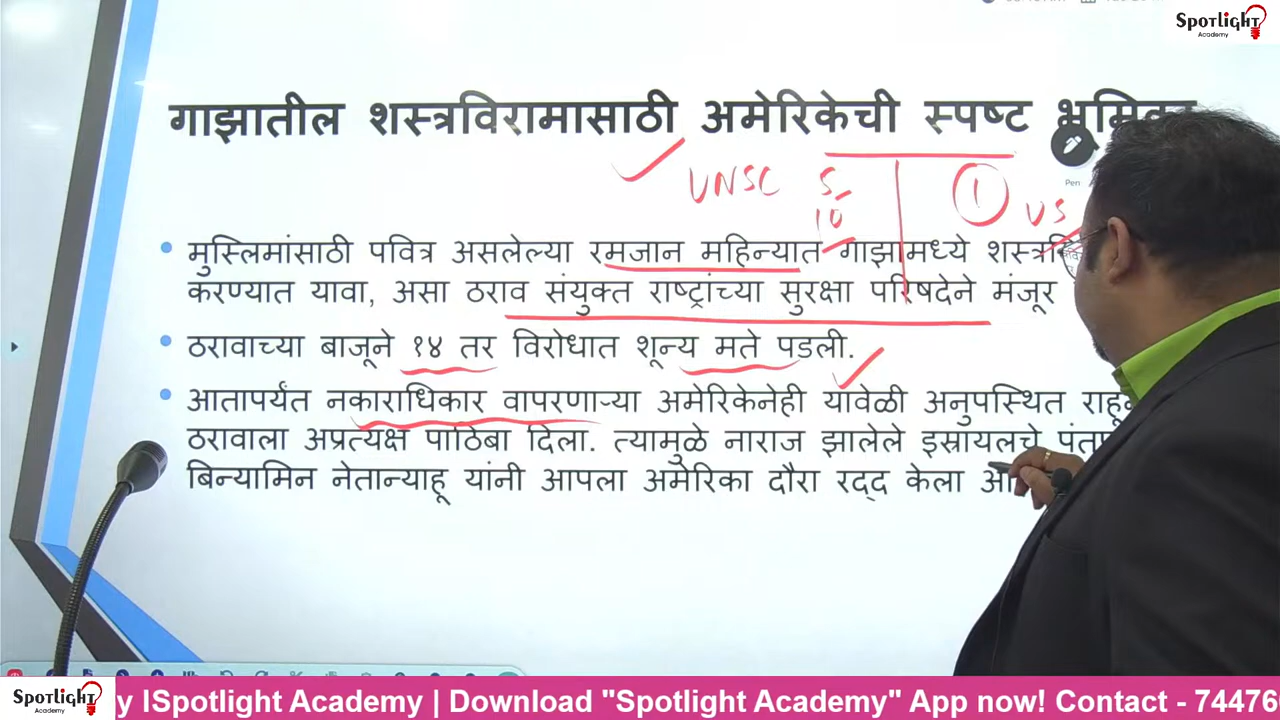 Spotlight
Academy
गाझातील शस्त्रविरामासाठी अमेरिकेची स्पष्ट
Pen
UNSC 5 1 US
10
मुस्लिमांसाठी पवित्र असलेल्या रमजान महिन्यात गाझामध्ये
करण्यात यावा, असा ठराव संयुक्त राष्ट्रांच्या सुरक्षा परिषदेने मंजूर
ठरावाच्या बाजूने १४ तर विरोधात शून्य मते पडली.
आतापर्यंत नकाराधिकार वापरणाऱ्या अमेरिकेनेही यावेळी अनुपस्थित
ठरावाला अप्रत्यक्ष पाठिंबा दिला. त्यामुळे नाराज झालेले इस्रायलचे
बिन्यामिन नेतान्याहू यांनी आपला अमेरिका दौरा रद्द केला
Spotlight
Academy
y ISpotlight Academy | Download "Spotlight Academy" App now! Contact - 74476